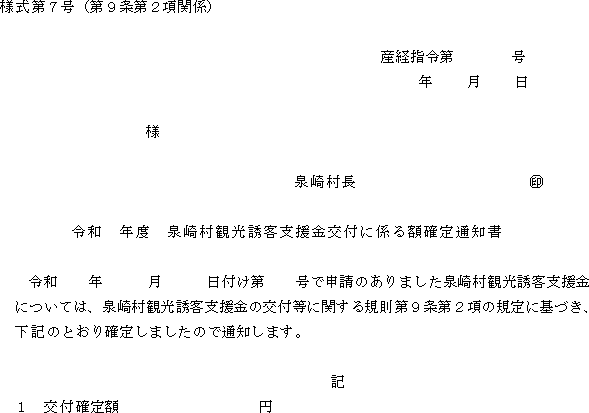 様式第７号（第９条第２項関係）
産経指令第　　　　号
年　　月　　日
様
泉崎村長　　　　　　　　　　　㊞
令和　年度　泉崎村観光誘客支援金交付に係る額確定通知書
令和　　年　　　月　　　日付け第　　号で申請のありました泉崎村観光誘客支援金
については、泉崎村観光誘客支援金の交付等に関する規則第９条第２項の規定に基づき、
下記のとおり確定しましたので通知します。
記
１　交付確定額　　　　　　　　　円